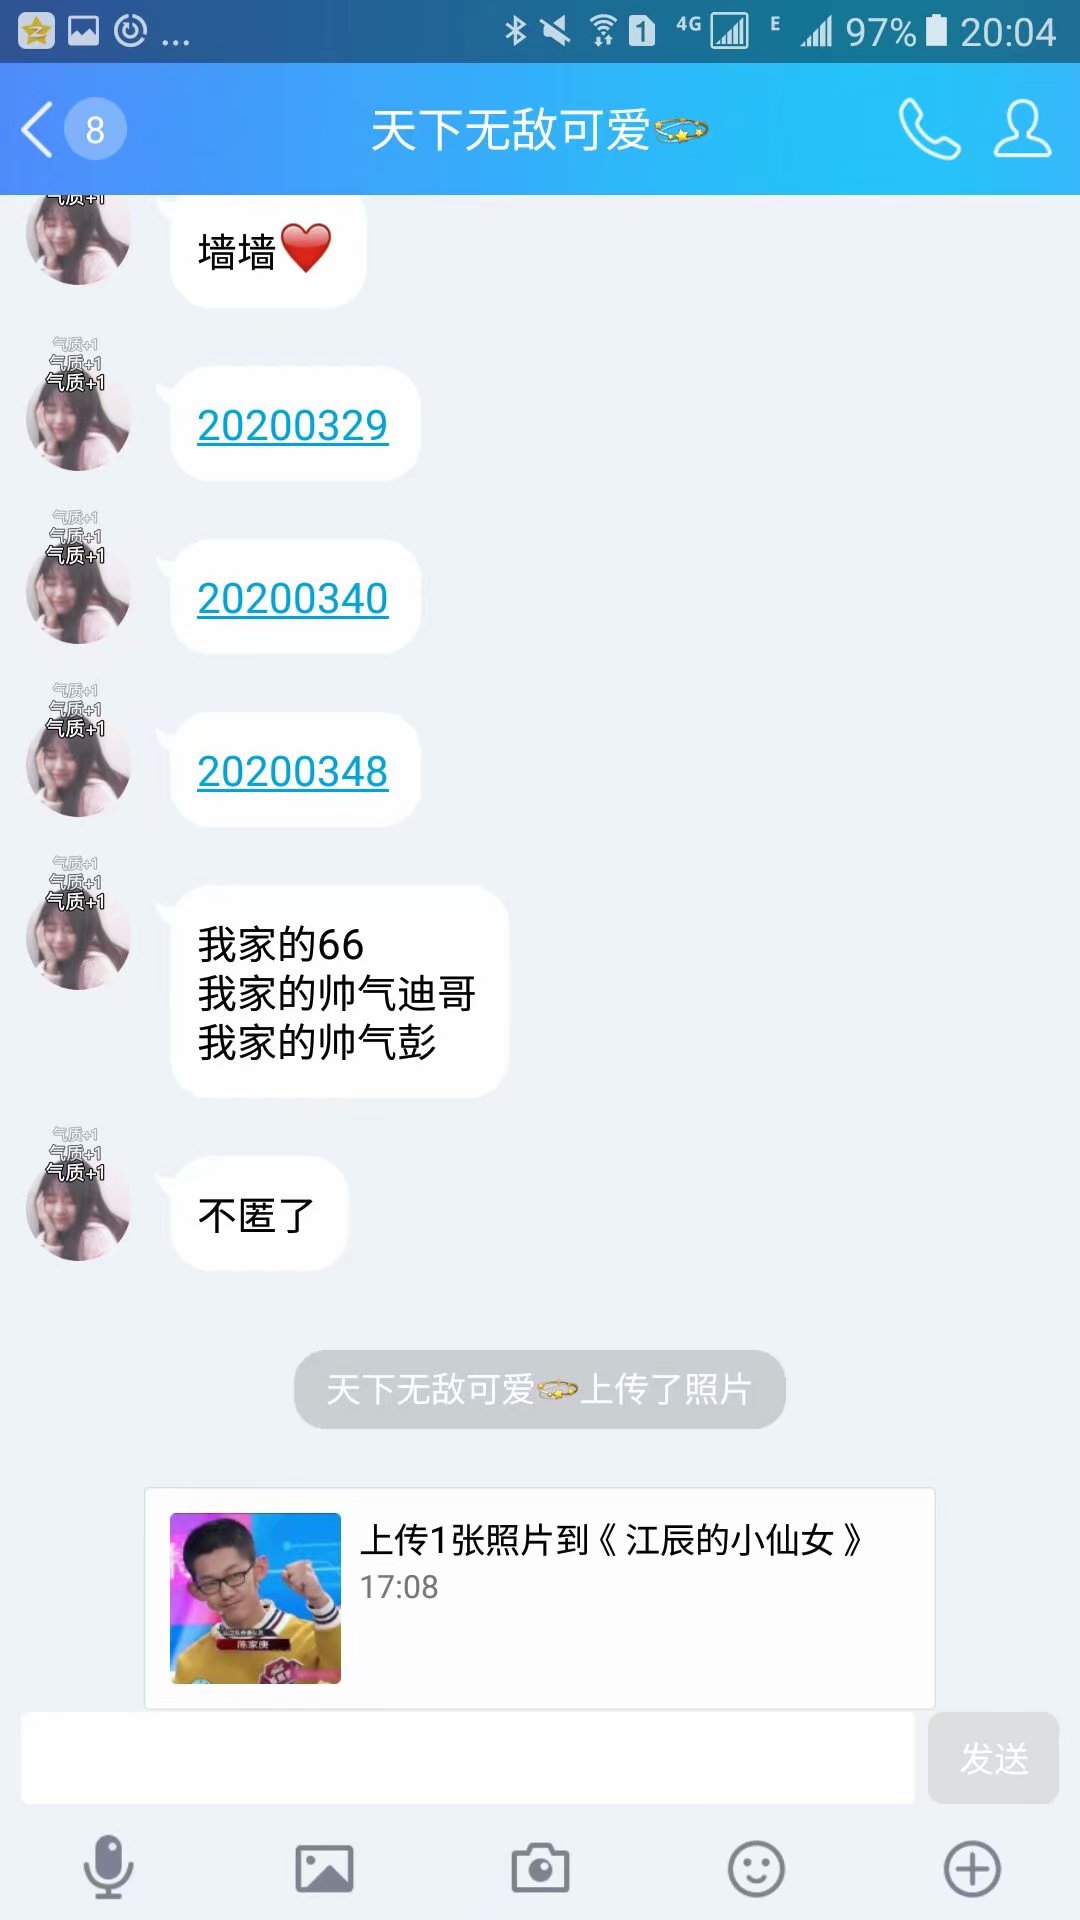 4G
1
E
97%
20:04
8
天下无敌可爱💫
气质+1
墙墙❤️
气质+1
气质+1
气质+1
20200329
气质+1
气质+1
气质+1
20200340
气质+1
气质+1
气质+1
20200348
气质+1
气质+1
气质+1
我家的66
我家的帅气迪哥
我家的帅气彭
气质+1
气质+1
气质+1
不匿了
天下无敌可爱💫上传了照片
上传1张照片到《 江辰的小仙女 》
17:08
陈家庚
发送